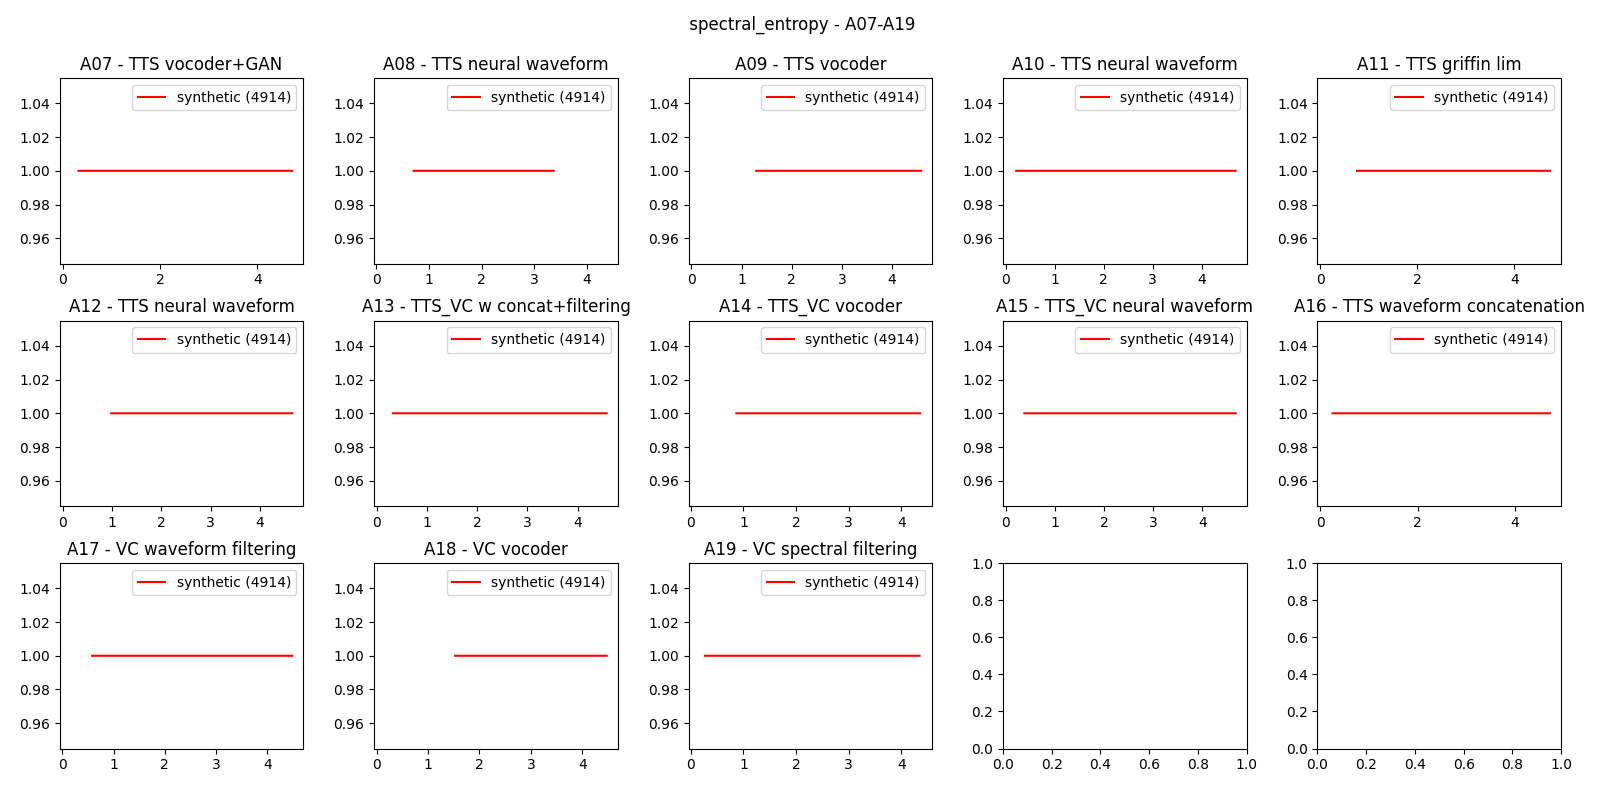 spectral_entropy - A07-A19
A07 - TTS vocoder+GAN
synthetic (4914)
1.04
1.02
1.00
0.98
0.96
0 2 4
A08 - TTS neural waveform
synthetic (4914)
1.04
1.02
1.00
0.98
0.96
0 1 2 3 4
A09 - TTS vocoder
synthetic (4914)
1.04
1.02
1.00
0.98
0.96
0 1 2 3 4
A10 - TTS neural waveform
synthetic (4914)
1.04
1.02
1.00
0.98
0.96
0 1 2 3 4
A11 - TTS griffin lim
synthetic (4914)
1.04
1.02
1.00
0.98
0.96
0 2 4
A12 - TTS neural waveform
synthetic (4914)
1.04
1.02
1.00
0.98
0.96
0 1 2 3 4
A13 - TTS_VC w concat+filtering
synthetic (4914)
1.04
1.02
1.00
0.98
0.96
0 1 2 3 4
A14 - TTS_VC vocoder
synthetic (4914)
1.04
1.02
1.00
0.98
0.96
0 1 2 3 4
A15 - TTS_VC neural waveform
synthetic (4914)
1.04
1.02
1.00
0.98
0.96
0 1 2 3 4
A16 - TTS waveform concatenation
synthetic (4914)
1.04
1.02
1.00
0.98
0.96
0 2 4
A17 - VC waveform filtering
synthetic (4914)
1.04
1.02
1.00
0.98
0.96
0 1 2 3 4
A18 - VC vocoder
synthetic (4914)
1.04
1.02
1.00
0.98
0.96
0 1 2 3 4
A19 - VC spectral filtering
synthetic (4914)
1.04
1.02
1.00
0.98
0.96
0 1 2 3 4
1.0
0.8
0.6
0.4
0.2
0.0
0.0 0.2 0.4 0.6 0.8 1.0
1.0
0.8
0.6
0.4
0.2
0.0
0.0 0.2 0.4 0.6 0.8 1.0